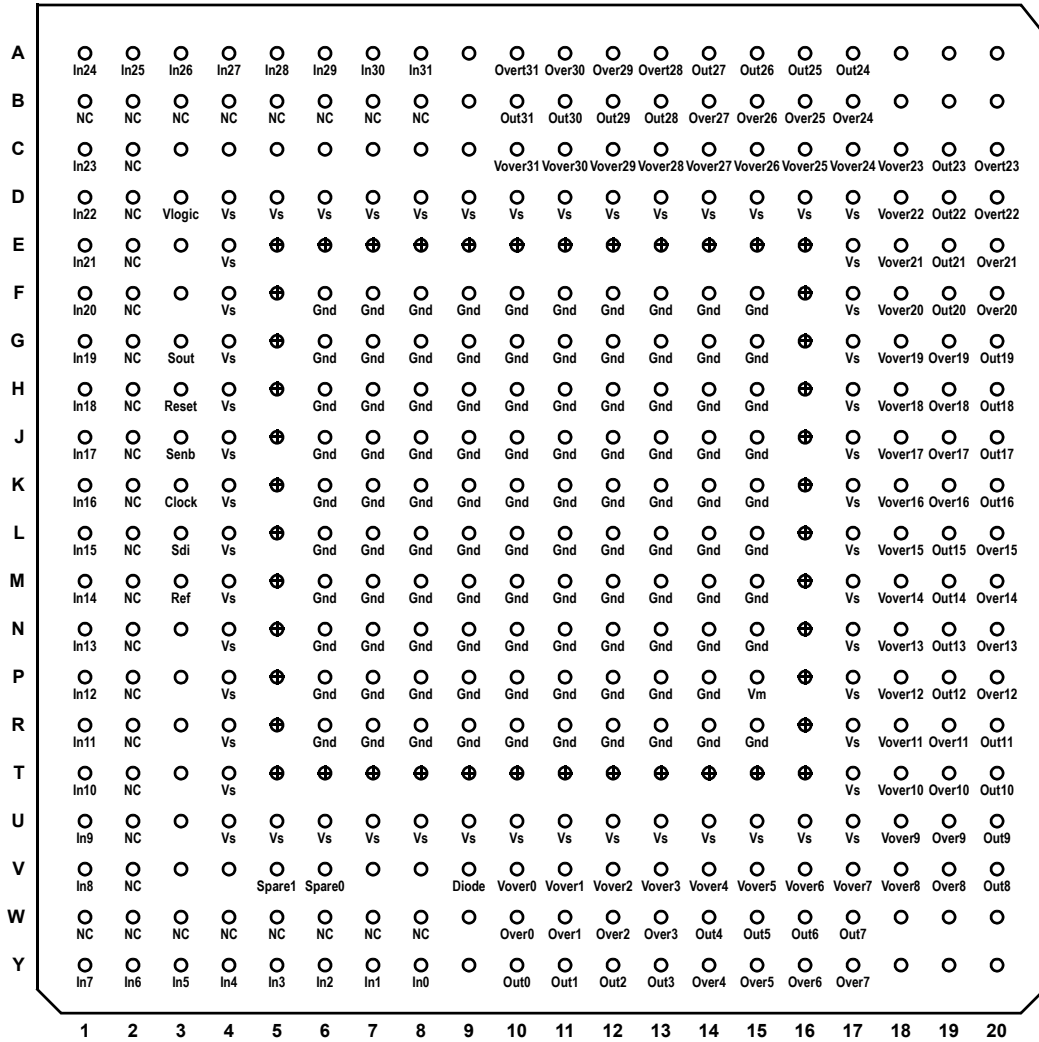 A
In24 In25 In26 In27 In28 In29 In30 In31 Overt31 Over30 Over29 Overt28 Out27 Out26 Out25 Out24
B
NC NC NC NC NC NC NC NC Out31 Out30 Out29 Out28 Over27 Over26 Over25 Over24
C
In23 NC Vover31 Vover30 Vover29 Vover28 Vover27 Vover26 Vover25 Vover24 Vover23 Out23 Overt23
D
In22 NC Vlogic Vs Vs Vs Vs Vs Vs Vs Vs Vs Vs Vs Vs Vs Vs Vover22 Out22 Overt22
E
In21 NC Vs Vs Vover21 Out21 Over21
F
In20 NC Vs Gnd Gnd Gnd Gnd Gnd Gnd Gnd Gnd Gnd Gnd Vs Vover20 Out20 Over20
G
In19 NC Sout Vs Gnd Gnd Gnd Gnd Gnd Gnd Gnd Gnd Gnd Gnd Vs Vover19 Over19 Out19
H
In18 NC Reset Vs Gnd Gnd Gnd Gnd Gnd Gnd Gnd Gnd Gnd Gnd Vs Vover18 Over18 Out18
J
In17 NC Senb Vs Gnd Gnd Gnd Gnd Gnd Gnd Gnd Gnd Gnd Gnd Vs Vover17 Over17 Out17
K
In16 NC Clock Vs Gnd Gnd Gnd Gnd Gnd Gnd Gnd Gnd Gnd Gnd Vs Vover16 Over16 Out16
L
In15 NC Sdi Vs Gnd Gnd Gnd Gnd Gnd Gnd Gnd Gnd Gnd Gnd Vs Vover15 Out15 Over15
M
In14 NC Ref Vs Gnd Gnd Gnd Gnd Gnd Gnd Gnd Gnd Gnd Gnd Vs Vover14 Out14 Over14
N
In13 NC Vs Gnd Gnd Gnd Gnd Gnd Gnd Gnd Gnd Gnd Gnd Vs Vover13 Out13 Over13
P
In12 NC Vs Gnd Gnd Gnd Gnd Gnd Gnd Gnd Gnd Gnd Vm Vs Vover12 Out12 Over12
R
In11 NC Vs Gnd Gnd Gnd Gnd Gnd Gnd Gnd Gnd Gnd Gnd Vs Vover11 Over11 Out11
T
In10 NC Vs Vs Vover10 Over10 Out10
U
In9 NC Vs Vs Vs Vs Vs Vs Vs Vs Vs Vs Vs Vs Vs Vs Vover9 Over9 Out9
V
In8 NC Spare1 Spare0 Diode Vover0 Vover1 Vover2 Vover3 Vover4 Vover5 Vover6 Vover7 Vover8 Over8 Out8
W
NC NC NC NC NC NC NC NC Over0 Over1 Over2 Over3 Out4 Out5 Out6 Out7
Y
In7 In6 In5 In4 In3 In2 In1 In0 Out0 Out1 Out2 Out3 Over4 Over5 Over6 Over7
1 2 3 4 5 6 7 8 9 10 11 12 13 14 15 16 17 18 19 20